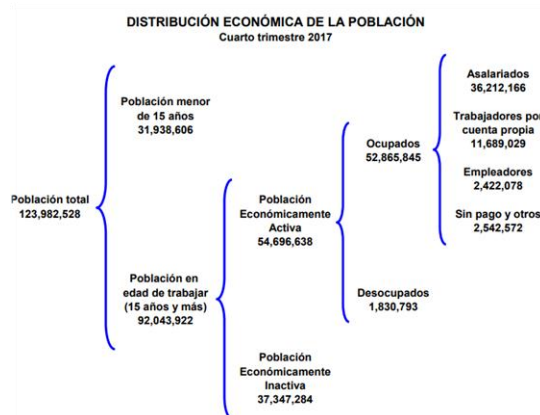 DISTRIBUCIÓN ECONÓMICA DE LA POBLACIÓN
Cuarto trimestre 2017
Población total
123,982,528
Población menor
de 15 años
31,938,606
Población en
edad de trabajar
(15 años y más)
92,043,922
Población
Económicamente
Activa
54,696,638
Población
Económicamente
Inactiva
37,347,284
Ocupados
52,865,845
Desocupados
1,830,793
Asalariados
36,212,166
Trabajadores por
cuenta propia
11,689,029
Empleadores
2,422,078
Sin pago y otros
2,542,572